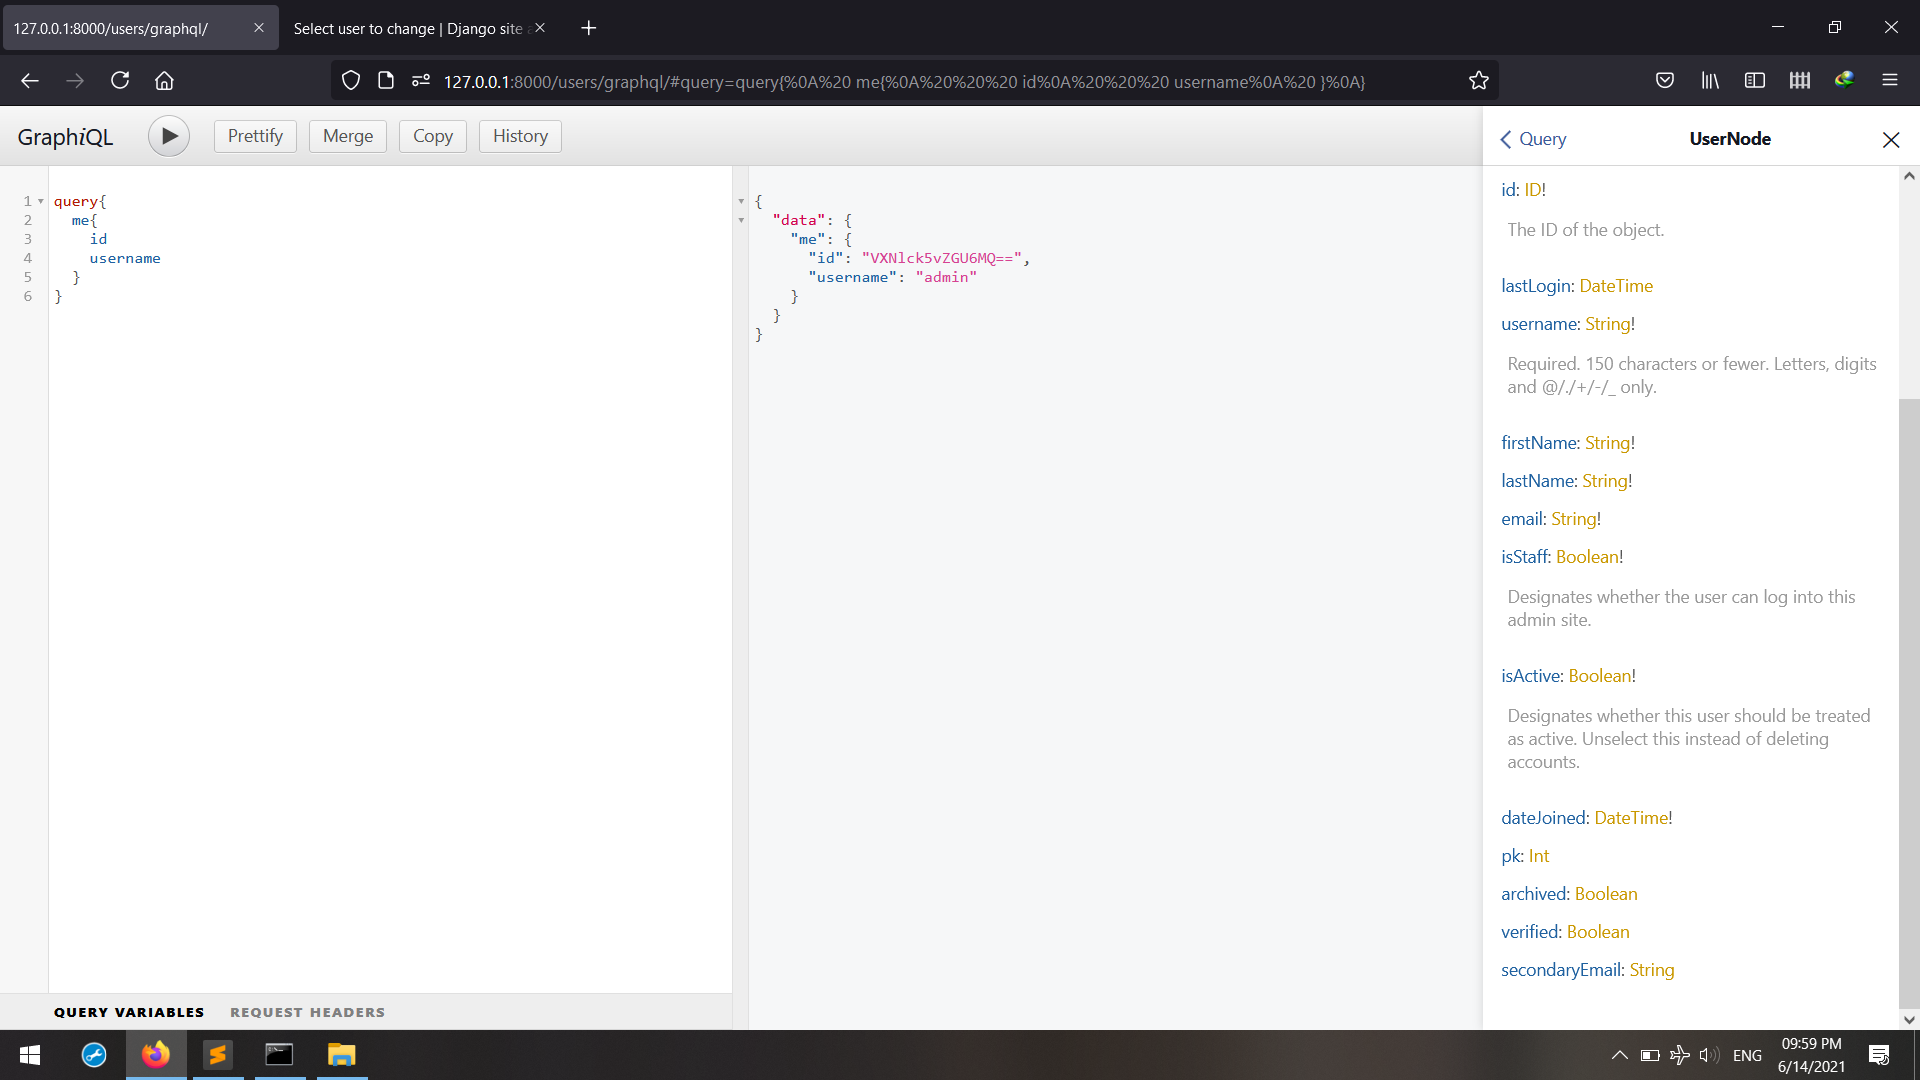 127.0.0.1:8000/users/graphql/
Select user to change | Django site a
127.0.0.1:8000/users/graphql/#query=query{%0A%20 me{%0A%20%20%20 id%0A%20%20%20 username%0A%20 }%0A}
GraphiQL
Prettify
Merge
Copy
History
Query
UserNode
1 query{
2 me{
3 id
4 username
5 }
6 }
{
"data": {
"me": {
"id": "VXNlck5vZGU6MQ==",
"username": "admin"
}
}
}
id: ID!
The ID of the object.
lastLogin: DateTime
username: String!
Required. 150 characters or fewer. Letters, digits
and @/./+/-/_ only.
firstName: String!
lastName: String!
email: String!
isStaff: Boolean!
Designates whether the user can log into this
admin site.
isActive: Boolean!
Designates whether this user should be treated
as active. Unselect this instead of deleting
accounts.
dateJoined: DateTime!
pk: Int
archived: Boolean
verified: Boolean
secondaryEmail: String
QUERY VARIABLES
REQUEST HEADERS
ENG
09:59 PM
6/14/2021